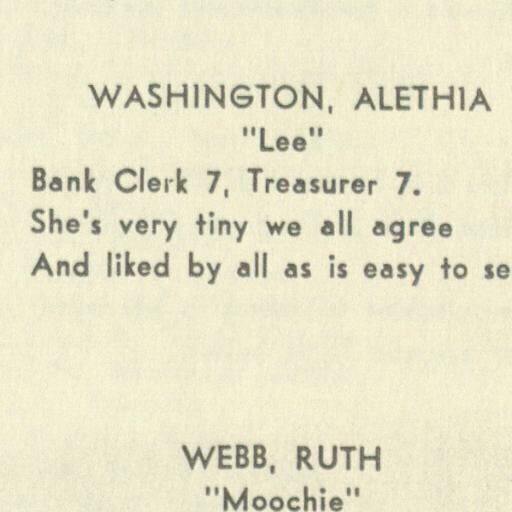 WASHINGTON, ALETHIA
"Lee"
Bank Clerk 7, Treasurer 7.
She's very tiny we all agree
And liked by all as is easy to se
WEBB, RUTH
"Moochie"